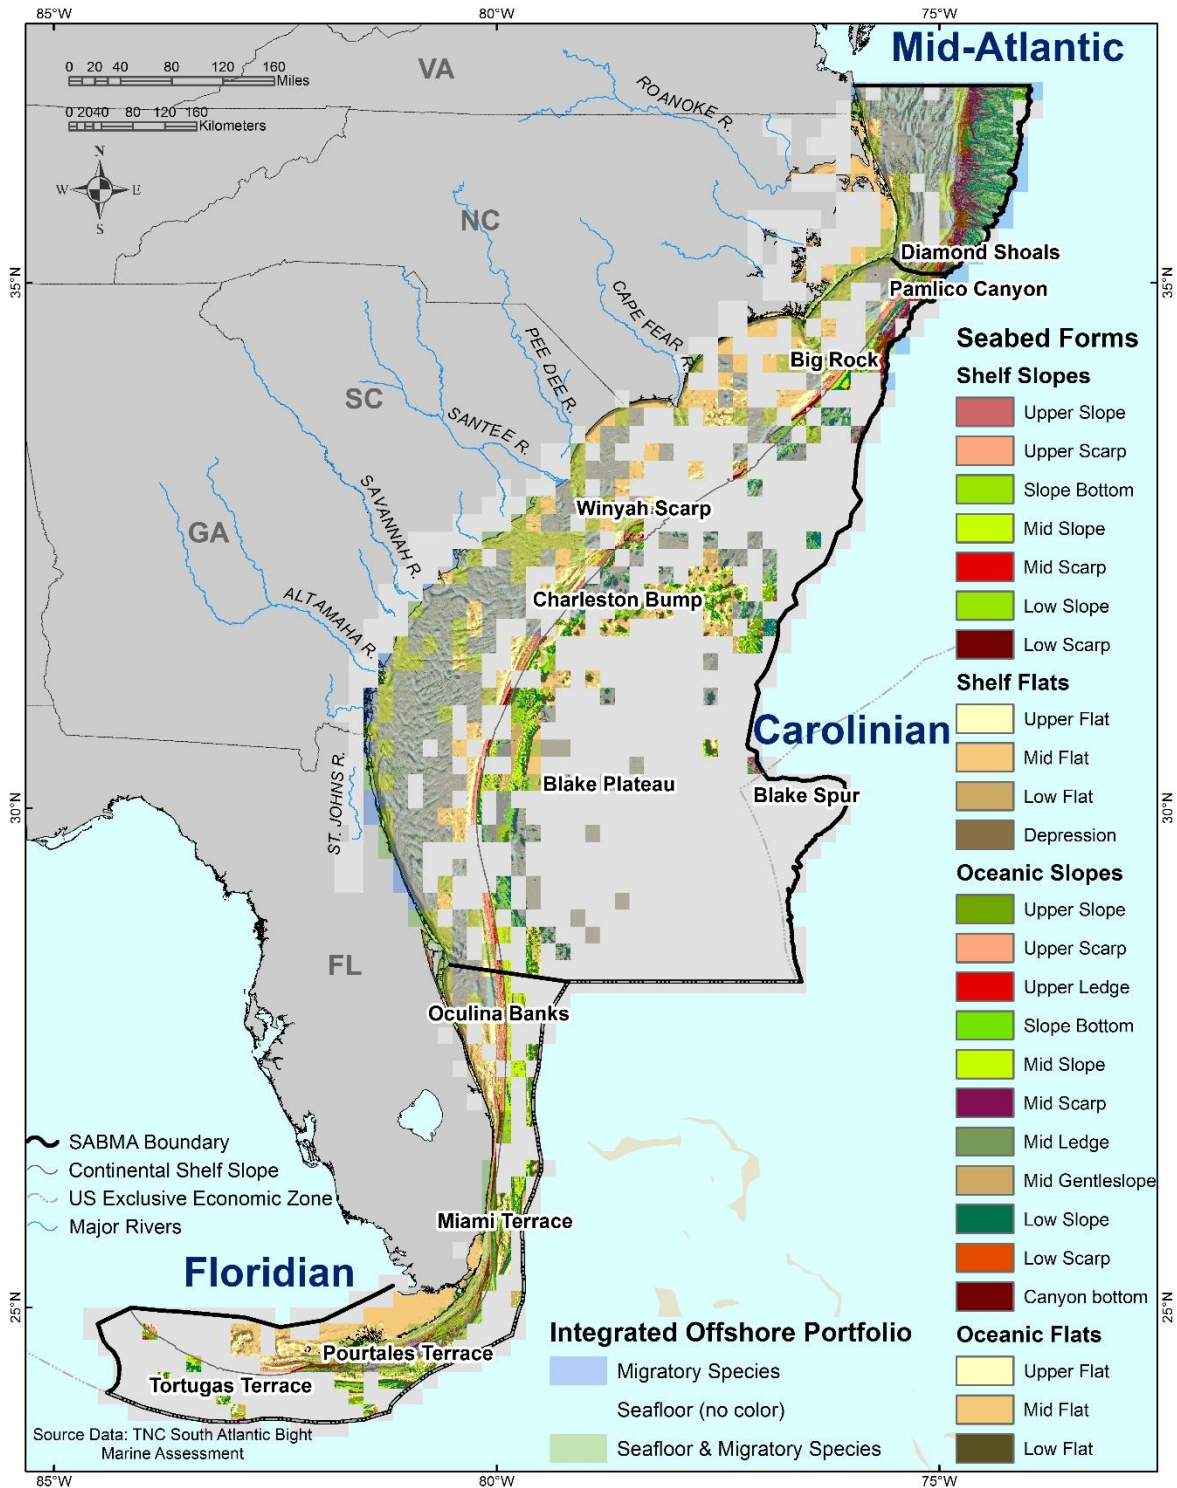 85°W
80°W
75°W
Mid-Atlantic
0 20 40 80 120 160
Miles
0 20 40 80 120 160
Kilometers
N
W E
S
VA
ROANOKE R.
NC
CAPE FEAR R.
PEE DEE R.
SC
SANTEE R.
SAVANNAH R.
GA
ALTAMAHA R.
ST. JOHNS R.
FL
35°N
35°N
30°N
30°N
25°N
25°N
Diamond Shoals
Pamlico Canyon
Big Rock
Winyah Scarp
Charleston Bump
Carolinian
Blake Plateau
Blake Spur
Oculina Banks
Miami Terrace
Floridian
Pourtales Terrace
Tortugas Terrace
Seabed Forms
Shelf Slopes
Upper Slope
Upper Scarp
Slope Bottom
Mid Slope
Mid Scarp
Low Slope
Low Scarp
Shelf Flats
Upper Flat
Mid Flat
Low Flat
Depression
Oceanic Slopes
Upper Slope
Upper Scarp
Upper Ledge
Slope Bottom
Mid Slope
Mid Scarp
Mid Ledge
Mid Gentleslope
Low Slope
Low Scarp
Canyon bottom
Oceanic Flats
Upper Flat
Mid Flat
Low Flat
SABMA Boundary
Continental Shelf Slope
US Exclusive Economic Zone
Major Rivers
Integrated Offshore Portfolio
Migratory Species
Seafloor (no color)
Seafloor & Migratory Species
Source Data: TNC South Atlantic Bight
Marine Assessment
85°W
80°W
75°W